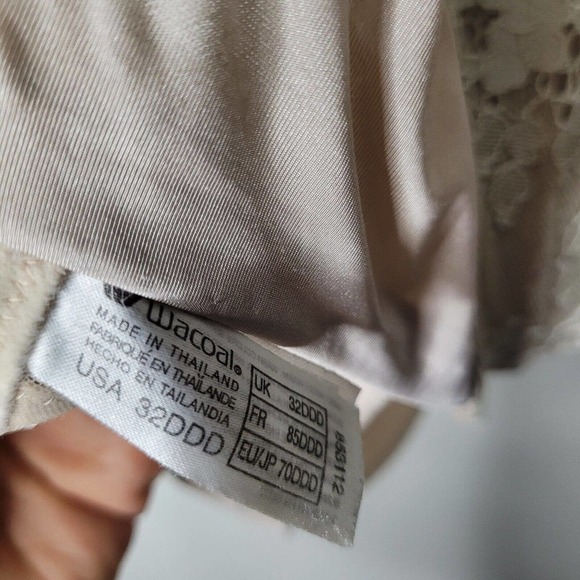 wacoal®
MADE IN THAILAND
FABRIQUÉ EN THAÏLANDE
HECHO EN TAILANDIA
USA 32DDD
UK 32DDD
FR 85DDD
EU/JP 70DDD
853112